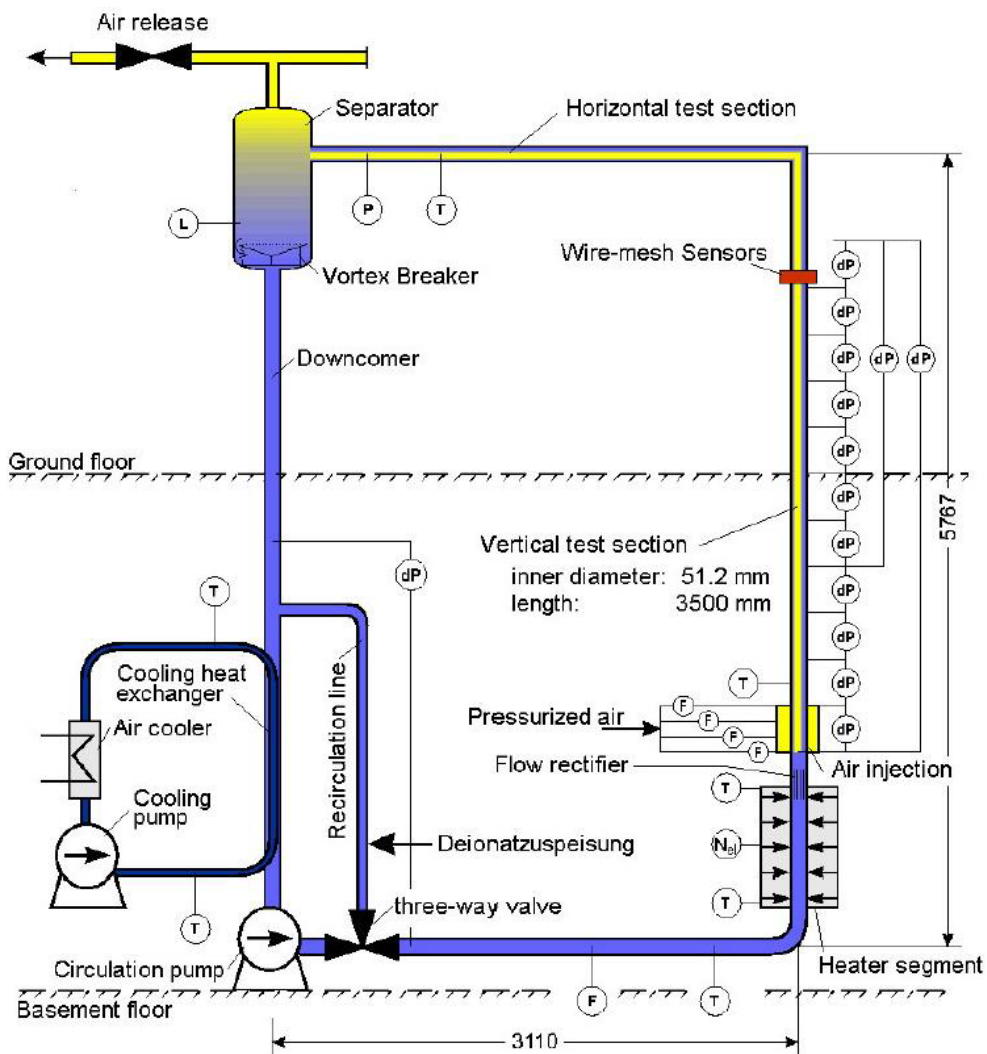 Air release
Separator
Horizontal test section
P
T
L
Wire-mesh Sensors
dP
Vortex Breaker
dP
dP
dP
dP
Downcomer
dP
dP
Ground floor
dP
5767
Vertical test section
dP
inner diameter: 51.2 mm
length: 3500 mm
dP
T
dP
dP
Cooling heat
exchanger
Recirculation line
T
dP
F
Pressurized air
F
dP
Air cooler
F
F
Flow rectifier
Air injection
T
Cooling
pump
Deionatzuspeisung
Nel
T
three-way valve
T
Circulation pump
Heater segment
F
T
Basement floor
3110